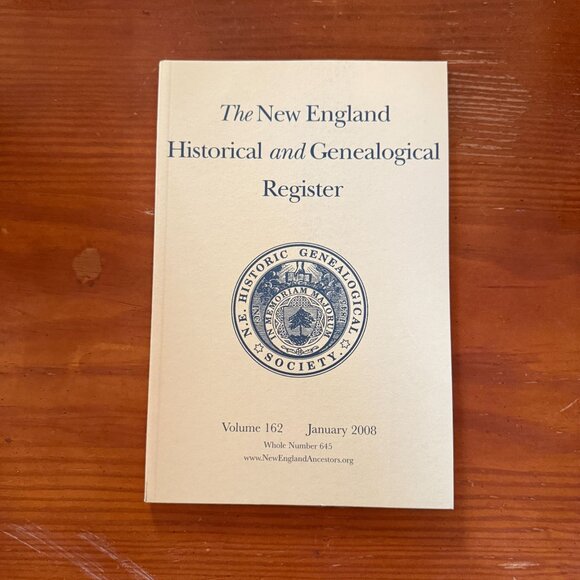 The New England
Historical and Genealogical
Register
N.E. HISTORIC GENEALOGICAL SOCIETY.
IN MEMORIAM MAJORUM
Volume 162 January 2008
Whole Number 645
www.NewEnglandAncestors.org